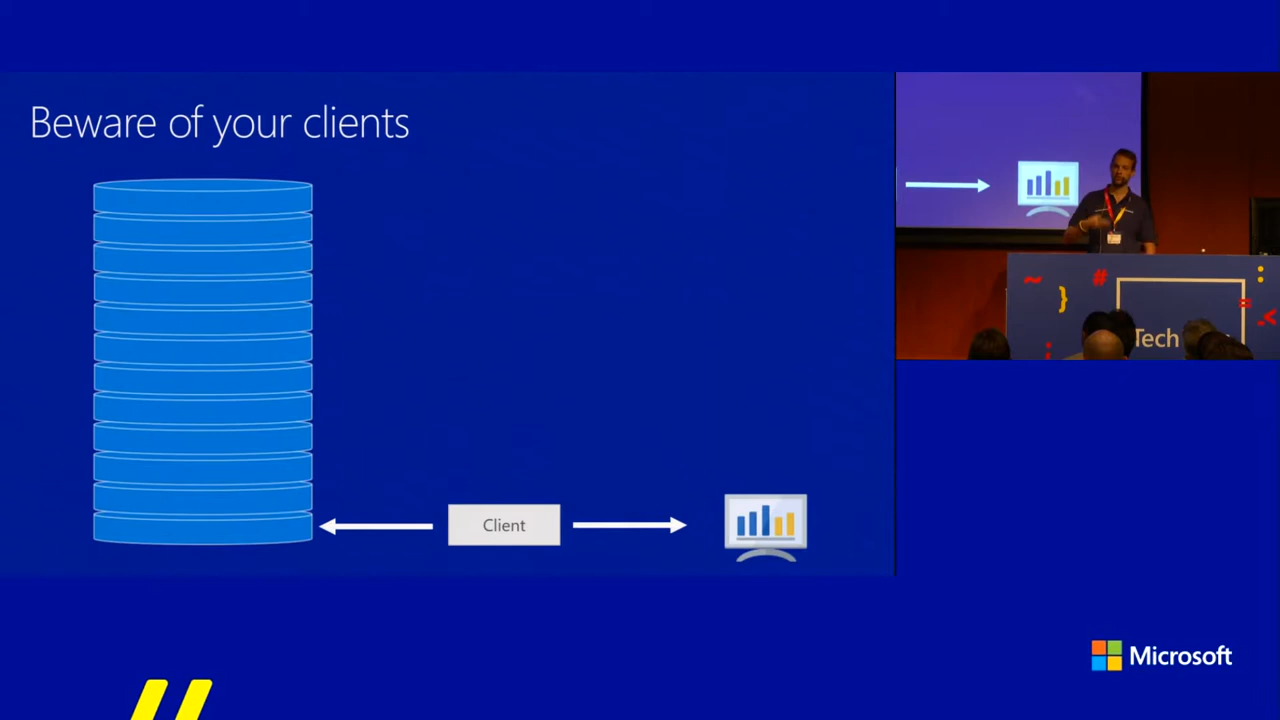 Beware of your clients
Client
~
#
}
:
=
-<
;
Tech
Microsoft